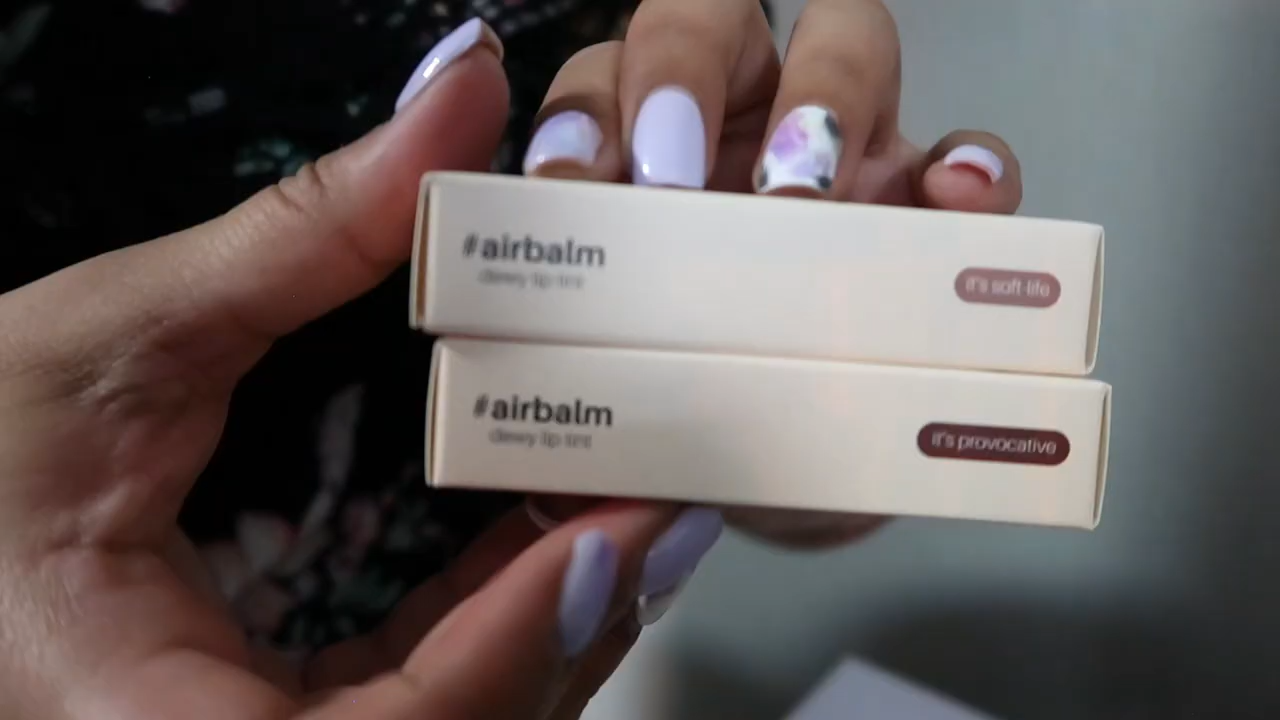 #airbalm
dewy lip tint
it's soft life
#airbalm
dewy lip tint
it's provocative